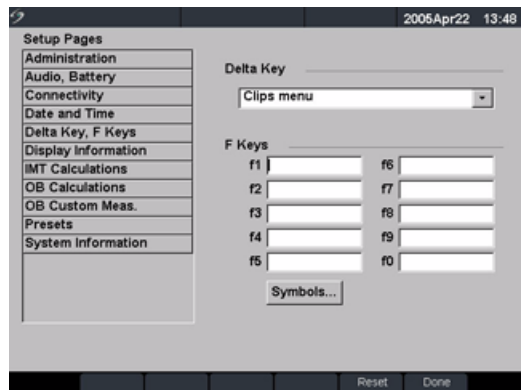 2005Apr22 13:48
Setup Pages
Administration
Audio, Battery
Connectivity
Date and Time
Delta Key, F Keys
Display Information
IMT Calculations
OB Calculations
OB Custom Meas.
Presets
System Information
Delta Key
Clips menu
F Keys
f1 f6
f2 f7
f3 f8
f4 f9
f5 f0
Symbols...
Reset Done